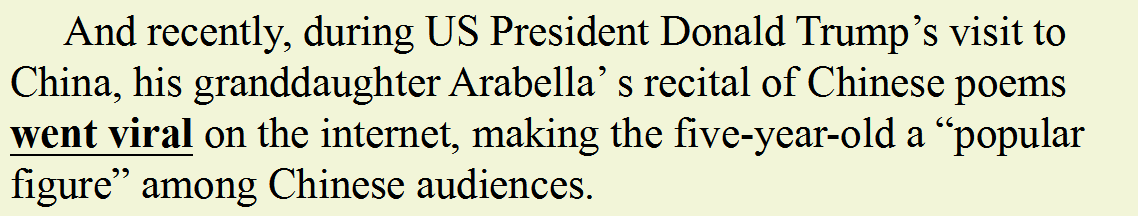 And recently, during US President Donald Trump’s visit to
China, his granddaughter Arabella’ s recital of Chinese poems
went viral on the internet, making the five-year-old a “popular
figure” among Chinese audiences.